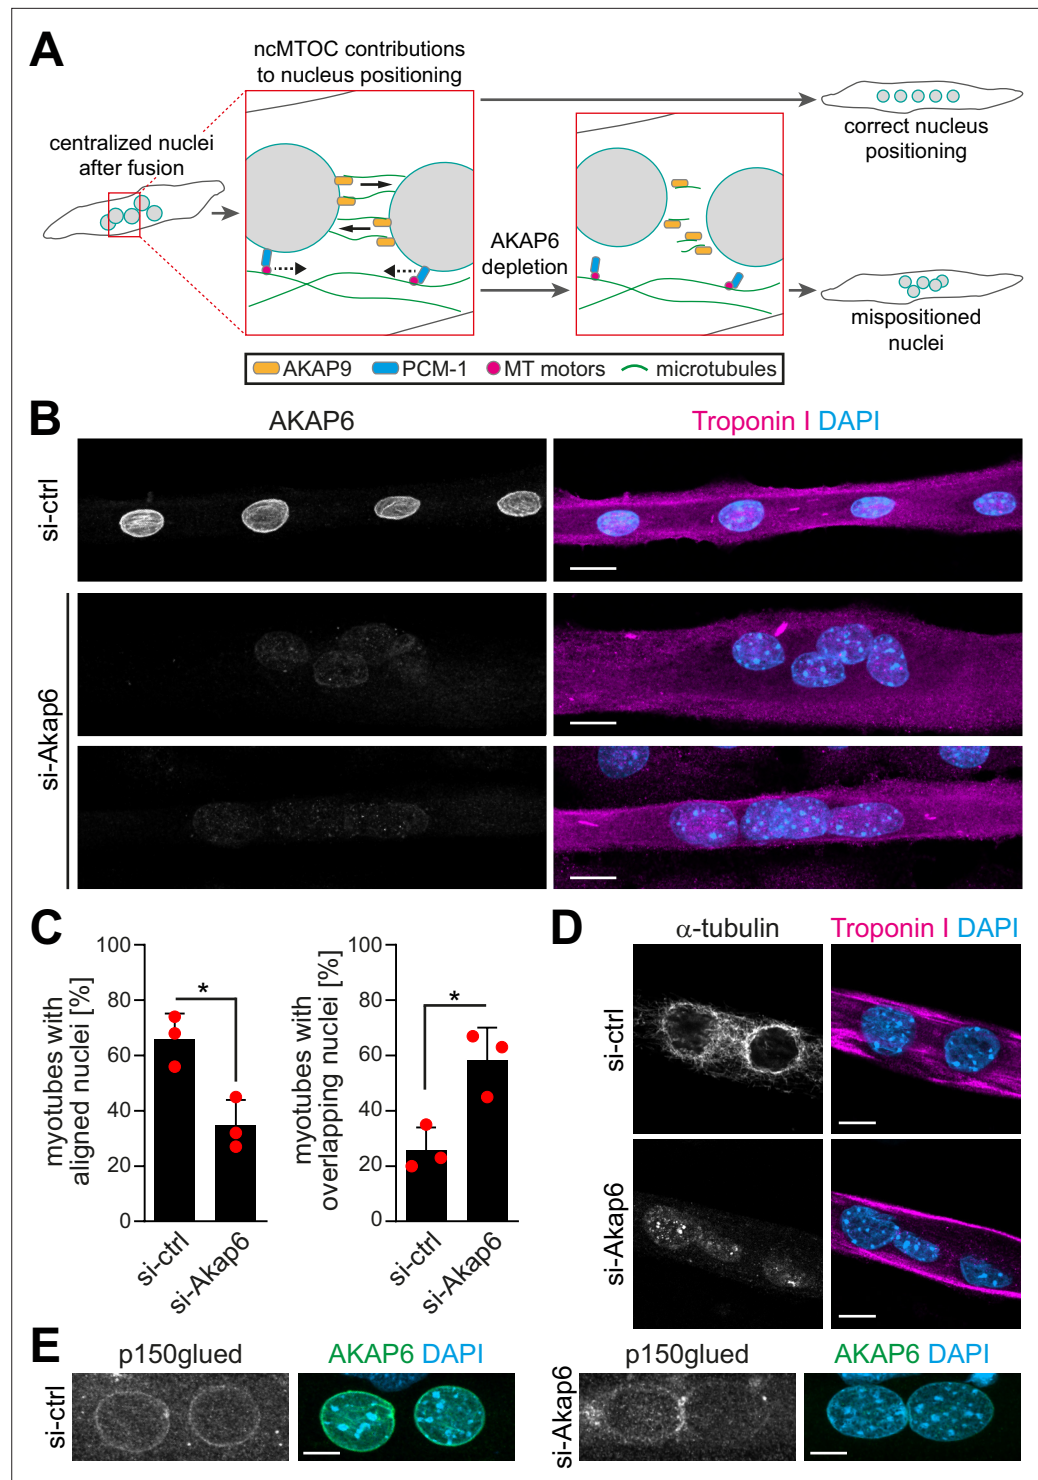 A
ncMTOC contributions
to nucleus positioning
centralized nuclei
after fusion
correct nucleus
positioning
AKAP6
depletion
mispositioned
nuclei
AKAP9 PCM-1 MT motors microtubules
B
AKAP6 Troponin I DAPI
si-ctrl
si-Akap6
C
myotubes with
aligned nuclei [%]
100
80
60
40
20
0
*
si-ctrl
si-Akap6
myotubes with
overlapping nuclei [%]
100
80
60
40
20
0
*
si-ctrl
si-Akap6
D
α-tubulin Troponin I DAPI
si-ctrl
si-Akap6
E
p150glued AKAP6 DAPI
si-ctrl
p150glued AKAP6 DAPI
si-Akap6